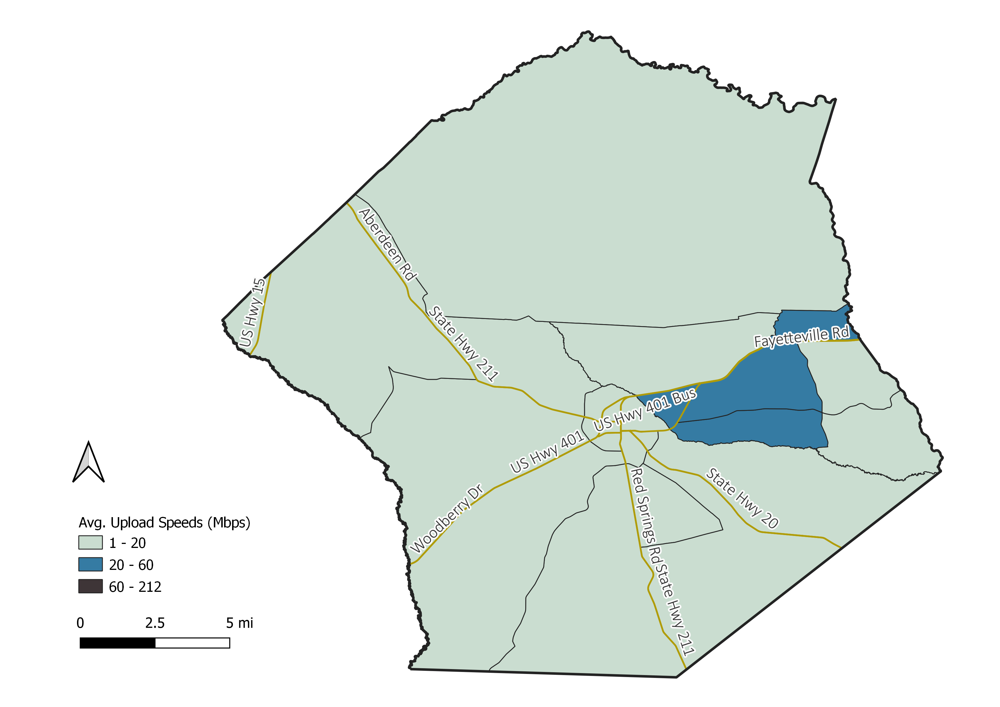 Aberdeen Rd
US Hwy 15
State Hwy 211
Fayetteville Rd
US Hwy 401 Bus
US Hwy 401
Woodberry Dr
Red Springs Rd
State Hwy 20
State Hwy 211
Avg. Upload Speeds (Mbps)
1 - 20
20 - 60
60 - 212
0 2.5 5 mi